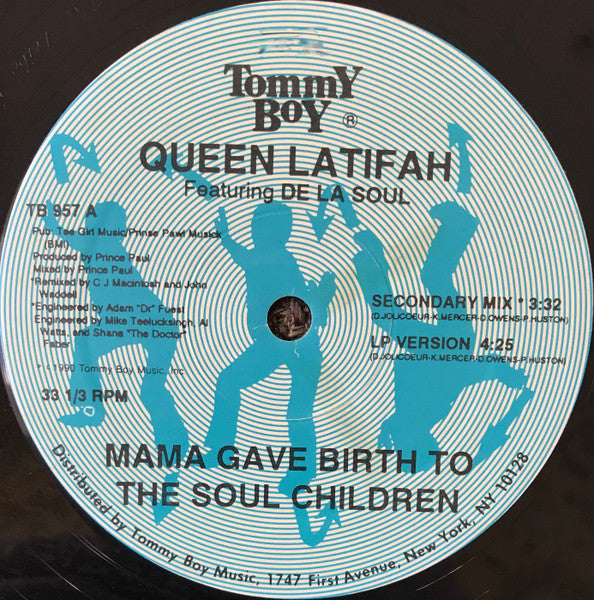 Tommy
Boy ®
QUEEN LATIFAH
Featuring DE LA SOUL
TB 957 A
Pub: Tee Girl Music/Prinse Pawl Musick
(BMI)
Produced by Prince Paul
Mixed by Prince Paul
*Remixed by C J Macintosh and John
Waddell
*Engineered by Adam "Dr" Fuest
Engineered by Mike Teelucksingh, Al
Watts, and Shane "The Doctor"
Faber
1990 Tommy Boy Music, Inc
33 1/3 RPM
SECONDARY MIX * 3:32
(D.JOLICOEUR-K.MERCER-D.OWENS-P.HUSTON)
LP VERSION 4:25
(D.JOLICOEUR-K.MERCER-D.OWENS-P.HUSTON)
MAMA GAVE BIRTH TO
THE SOUL CHILDREN
Distributed by Tommy Boy Music, 1747 First Avenue, New York, NY 10128